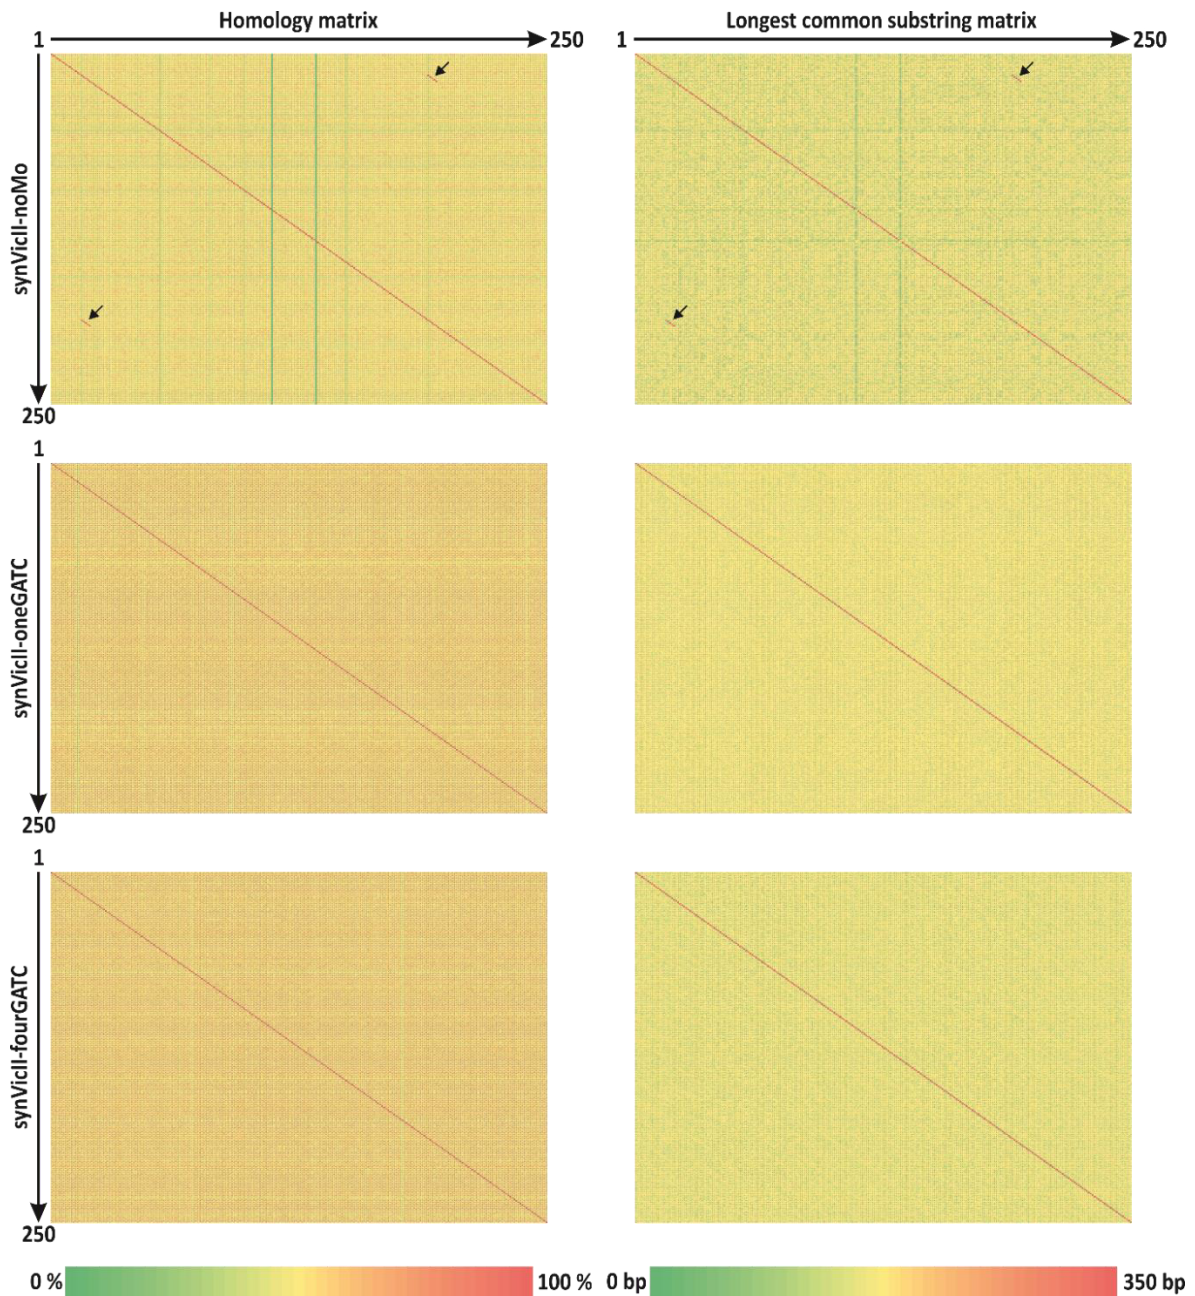 Homology matrix
Longest common substring matrix
1
250
1
250
synVicII-noMo
250
1
synVicII-oneGATC
250
1
synVicII-fourGATC
250
0 %
100 %
0 bp
350 bp